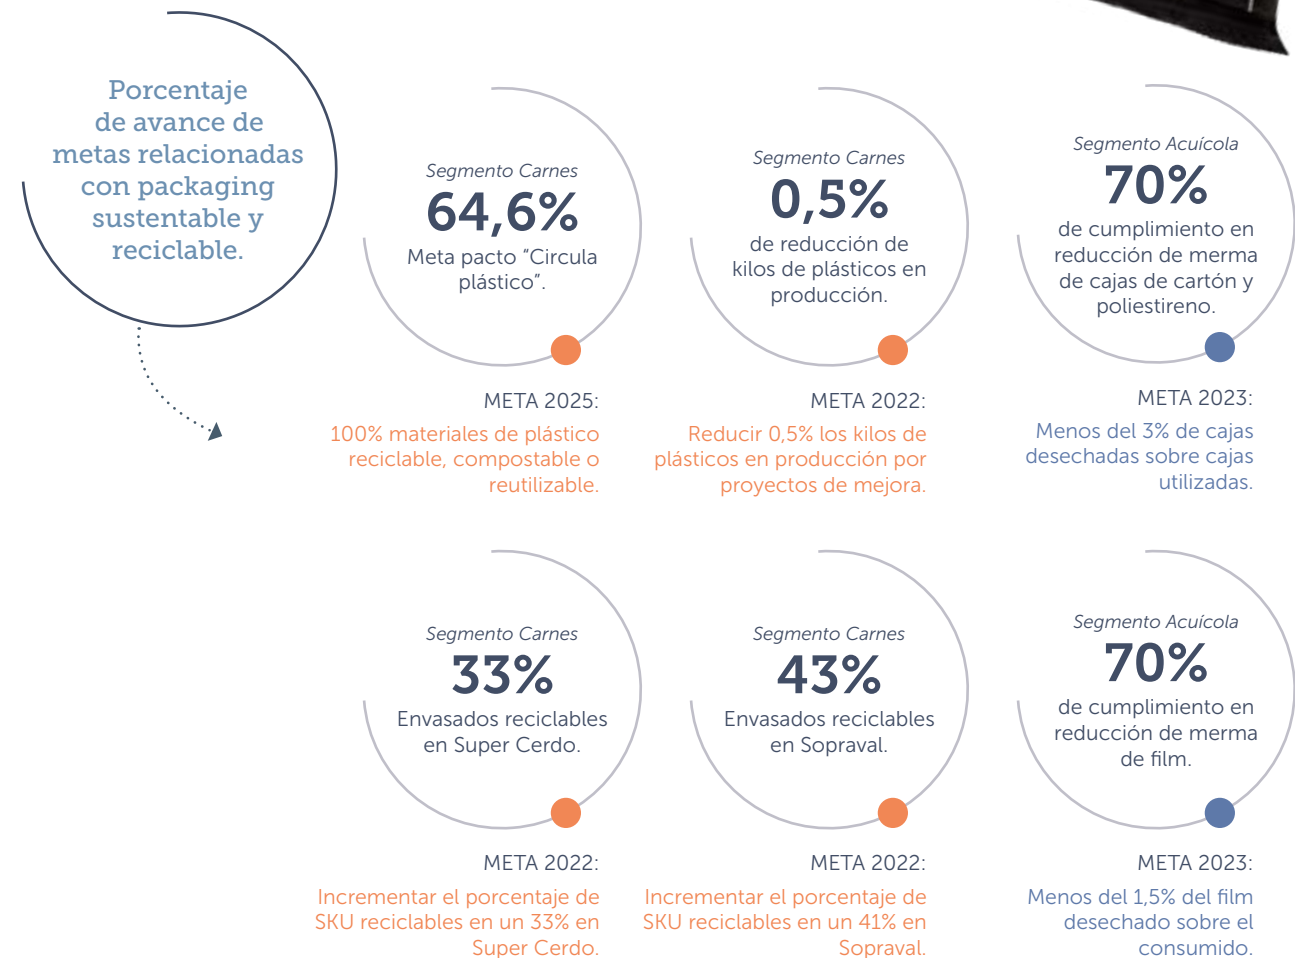 Porcentaje
de avance de
metas relacionadas
con packaging
sustentable y
reciclable.
Segmento Carnes
64,6%
Meta pacto “Circula
plástico”.
META 2025:
100% materiales de plástico
reciclable, compostable o
reutilizable.
Segmento Carnes
0,5%
de reducción de
kilos de plásticos en
producción.
META 2022:
Reducir 0,5% los kilos de
plásticos en producción por
proyectos de mejora.
Segmento Acuícola
70%
de cumplimiento en
reducción de merma
de cajas de cartón y
poliestireno.
META 2023:
Menos del 3% de cajas
desechadas sobre cajas
utilizadas.
Segmento Carnes
33%
Envasados reciclables
en Super Cerdo.
META 2022:
Incrementar el porcentaje de
SKU reciclables en un 33% en
Super Cerdo.
Segmento Carnes
43%
Envasados reciclables
en Sopraval.
META 2022:
Incrementar el porcentaje de
SKU reciclables en un 41% en
Sopraval.
Segmento Acuícola
70%
de cumplimiento en
reducción de merma
de film.
META 2023:
Menos del 1,5% del film
desechado sobre el
consumido.